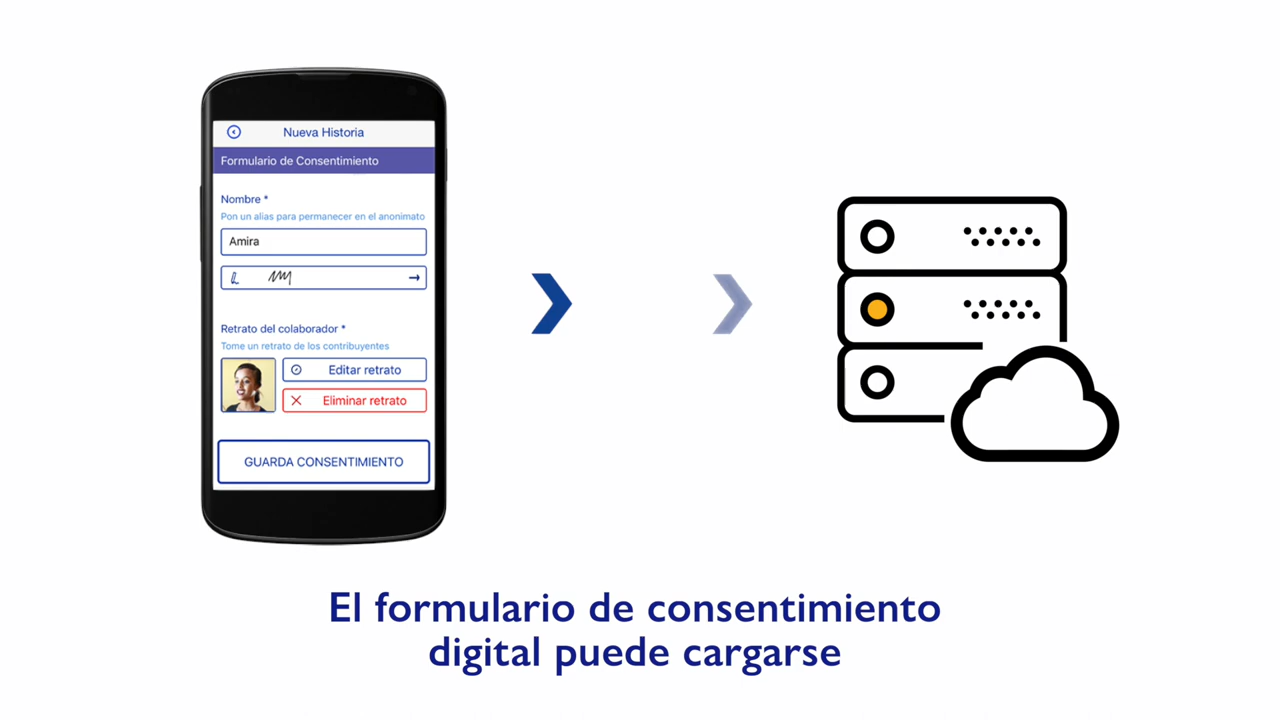 Nueva Historia
Formulario de Consentimiento
Nombre *
Pon un alias para permanecer en el anonimato
Amira
Retrato del colaborador *
Tome un retrato de los contribuyentes
Editar retrato
Eliminar retrato
GUARDA CONSENTIMIENTO
El formulario de consentimiento
digital puede cargarse